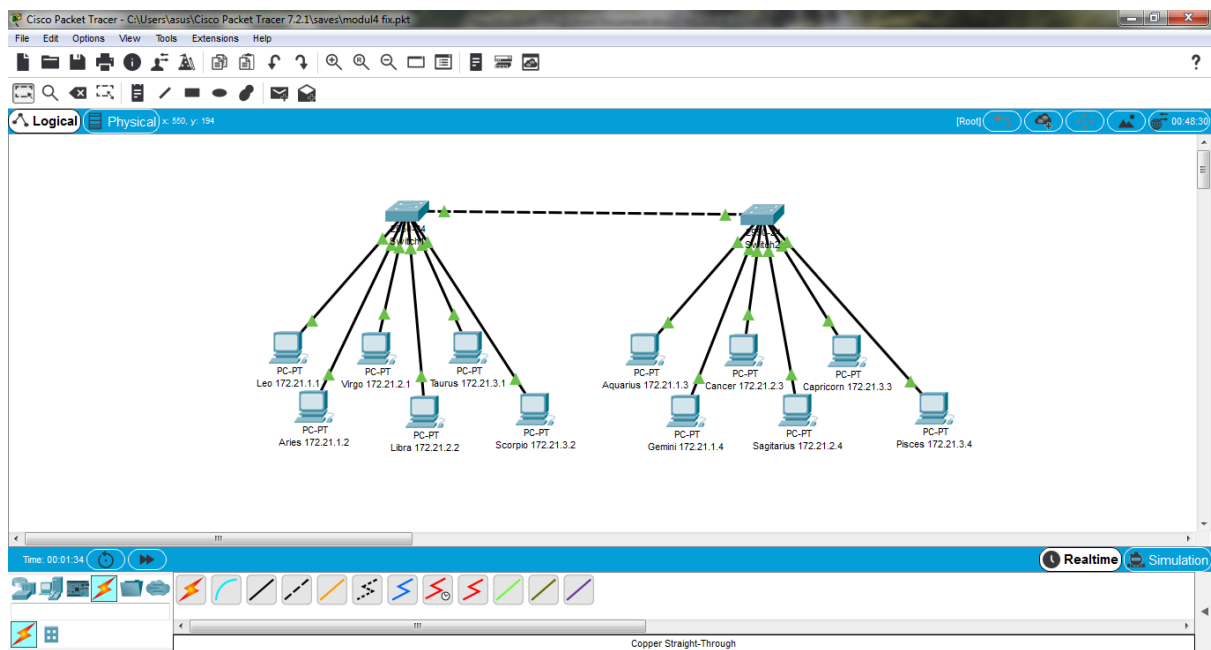 Cisco Packet Tracer - C:\Users\asus\Cisco Packet Tracer 7.2.1\saves\modul4 fix.pkt
File Edit Options View Tools Extensions Help
?
Logical Physical x: 550, y: 194 [Root] 00:48:30
2950-24 2950-24
Switch2
PC-PT PC-PT PC-PT PC-PT PC-PT PC-PT
Leo 172.21.1.1 Virgo 172.21.2.1 Taurus 172.21.3.1 Aquarius 172.21.1.3 Cancer 172.21.2.3 Capricorn 172.21.3.3
PC-PT PC-PT PC-PT PC-PT PC-PT PC-PT
Aries 172.21.1.2 Libra 172.21.2.2 Scorpio 172.21.3.2 Gemini 172.21.1.4 Sagitarius 172.21.2.4 Pisces 172.21.3.4
Time: 00:01:34 Realtime Simulation
Copper Straight-Through